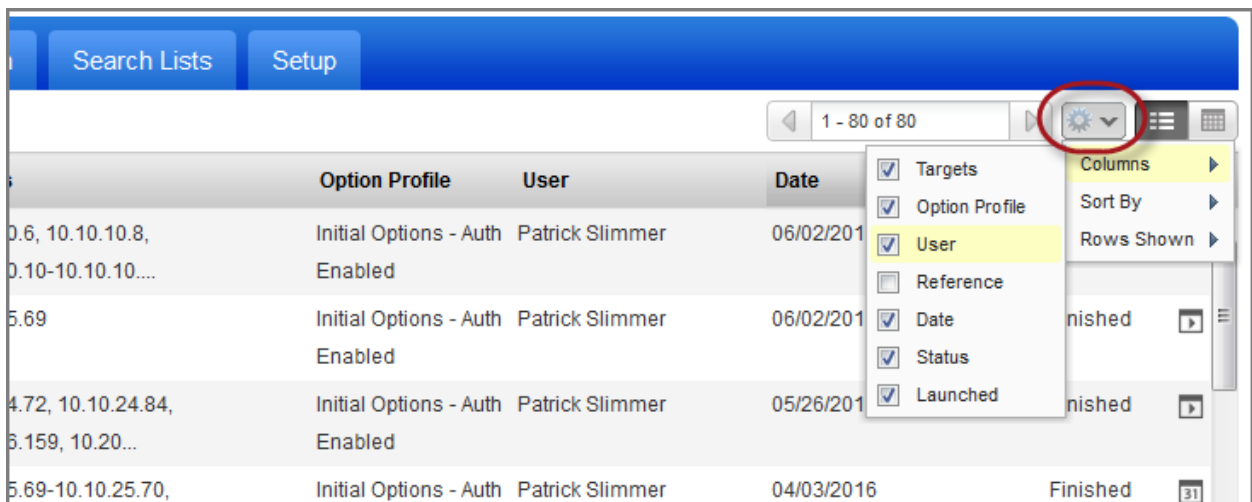 Search Lists Setup
1 - 80 of 80
Option Profile User Date
Columns
Sort By
Rows Shown
Targets
Option Profile
User
Reference
Date
Status
Launched
0.6, 10.10.10.8, Initial Options - Auth Patrick Slimmer 06/02/201
0.10-10.10.10.... Enabled
5.69 Initial Options - Auth Patrick Slimmer 06/02/201 nished
Enabled
4.72, 10.10.24.84, Initial Options - Auth Patrick Slimmer 05/26/201 nished
6.159, 10.20... Enabled
5.69-10.10.25.70, Initial Options - Auth Patrick Slimmer 04/03/2016 Finished
31